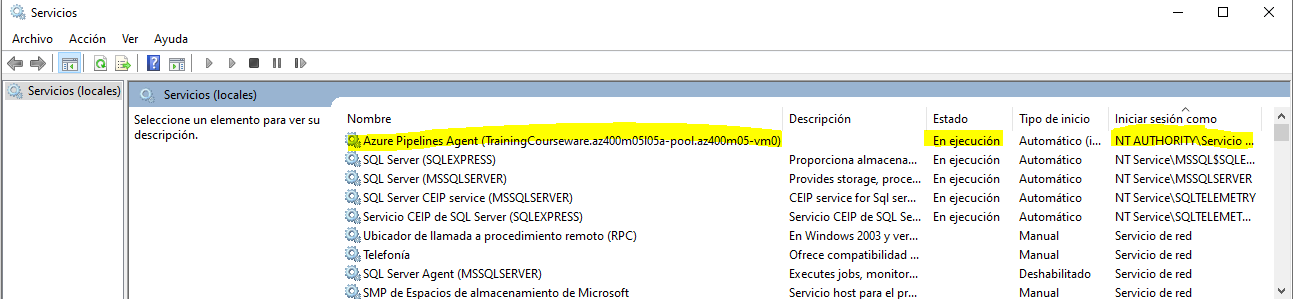 Servicios
Archivo Acción Ver Ayuda
Servicios (locales)
Servicios (locales)
Seleccione un elemento para ver su
descripción.
Nombre Descripción Estado Tipo de inicio Iniciar sesión como
Azure Pipelines Agent (TrainingCourseware.az400m05l05a-pool.az400m05-vm0) En ejecución Automático (i... NT AUTHORITY\Servicio ...
SQL Server (SQLEXPRESS) Proporciona almacena... En ejecución Automático NT Service\MSSQL$SQLE...
SQL Server (MSSQLSERVER) Provides storage, proce... En ejecución Automático NT Service\MSSQLSERVER
SQL Server CEIP service (MSSQLSERVER) CEIP service for Sql ser... En ejecución Automático NT Service\SQLTELEMETRY
Servicio CEIP de SQL Server (SQLEXPRESS) Servicio CEIP de SQL Se... En ejecución Automático NT Service\SQLTELEMET...
Ubicador de llamada a procedimiento remoto (RPC) En Windows 2003 y ver... Manual Servicio de red
Telefonía Ofrece compatibilidad ... Manual Servicio de red
SQL Server Agent (MSSQLSERVER) Executes jobs, monitor... Deshabilitado Servicio de red
SMP de Espacios de almacenamiento de Microsoft Servicio host para el pr... Manual Servicio de red